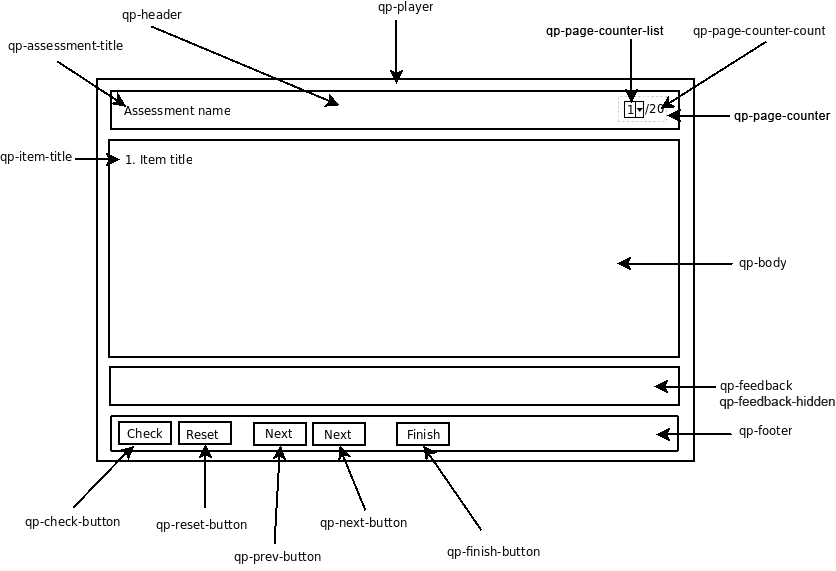 qp-player
qp-header
qp-page-counter-list
qp-page-counter-count
qp-assessment-title
Assessment name
1
/20
qp-page-counter
qp-item-title
1. Item title
qp-body
qp-feedback
qp-feedback-hidden
Check
Reset
Next
Next
Finish
qp-footer
qp-check-button
qp-reset-button
qp-next-button
qp-prev-button
qp-finish-button